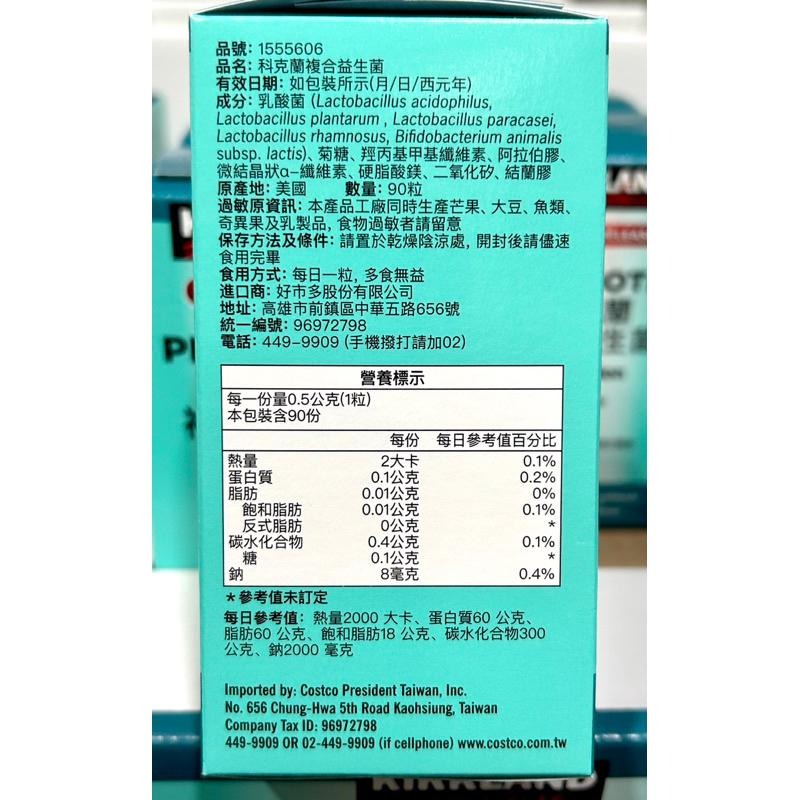 品號: 1555606
品名: 科克蘭複合益生菌
有效日期: 如包裝所示(月/日/西元年)
成分: 乳酸菌 (Lactobacillus acidophilus,
Lactobacillus plantarum , Lactobacillus paracasei,
Lactobacillus rhamnosus, Bifidobacterium animalis
subsp. lactis)、菊糖、羥丙基甲基纖維素、阿拉伯膠、
微結晶狀α-纖維素、硬脂酸鎂、二氧化矽、結蘭膠
原產地: 美國 數量: 90粒
過敏原資訊: 本產品工廠同時生產芒果、大豆、魚類、
奇異果及乳製品, 食物過敏者請留意
保存方法及條件: 請置於乾燥陰涼處, 開封後請儘速
食用完畢
食用方式: 每日一粒, 多食無益
進口商: 好市多股份有限公司
地址: 高雄市前鎮區中華五路656號
統一編號: 96972798
電話: 449-9909 (手機撥打請加02)
營養標示
每一份量0.5公克(1粒)
本包裝含90份
每份 每日參考值百分比
熱量 2大卡 0.1%
蛋白質 0.1公克 0.2%
脂肪 0.01公克 0%
飽和脂肪 0.01公克 0.1%
反式脂肪 0公克 *
碳水化合物 0.4公克 0.1%
糖 0.1公克 *
鈉 8毫克 0.4%
*參考值未訂定
每日參考值: 熱量2000 大卡、蛋白質60 公克、
脂肪60 公克、飽和脂肪18 公克、碳水化合物300
公克、鈉2000 毫克
Imported by: Costco President Taiwan, Inc.
No. 656 Chung-Hwa 5th Road Kaohsiung, Taiwan
Company Tax ID: 96972798
449-9909 OR 02-449-9909 (if cellphone) www.costco.com.tw
KIRKLAND